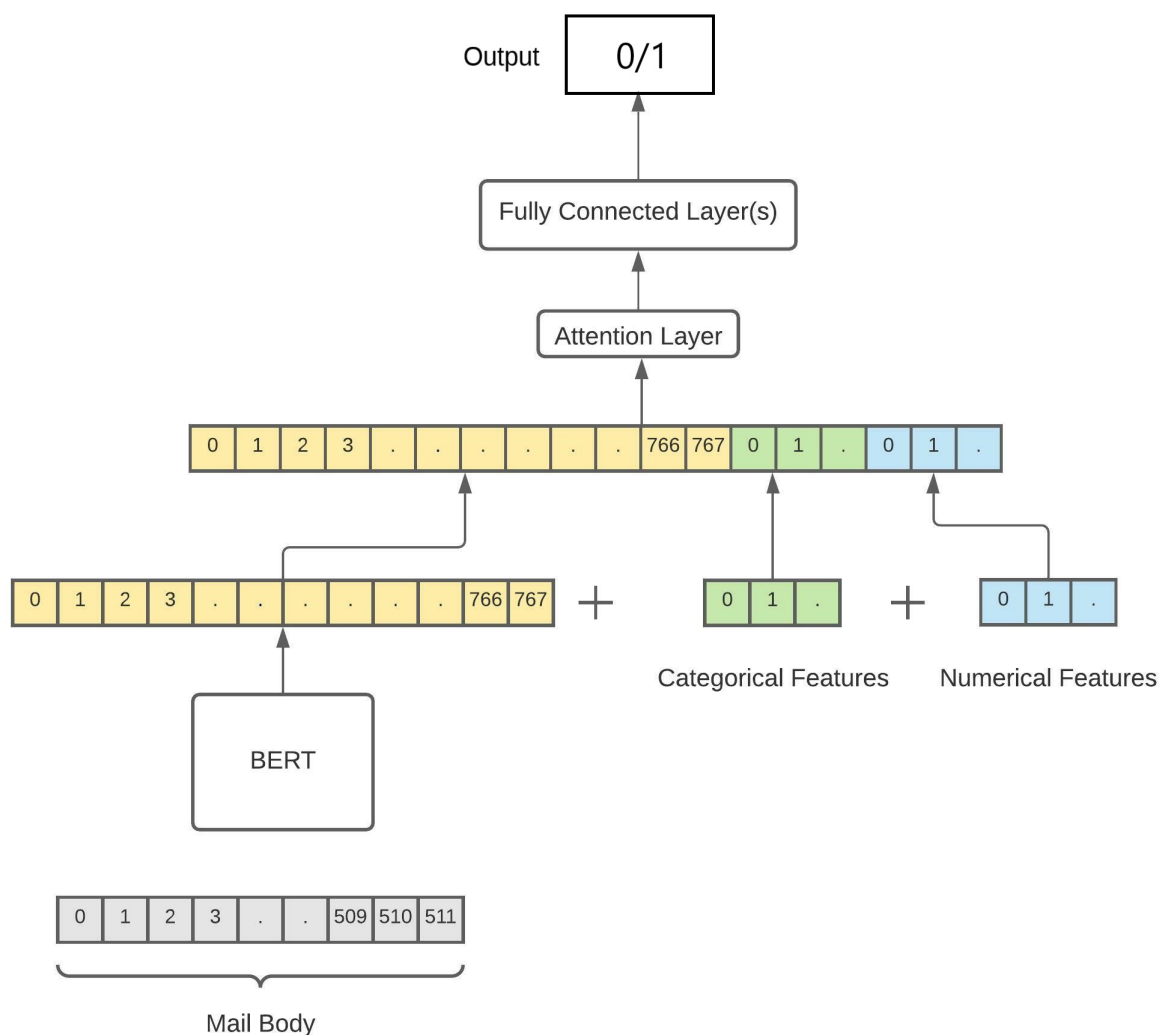 Output 0/1
Fully Connected Layer(s)
Attention Layer
0 1 2 3 . . . . . . 766 767 0 1 . 0 1 .
0 1 2 3 . . . . . . 766 767 + 0 1 . + 0 1 .
Categorical Features Numerical Features
BERT
0 1 2 3 . . 509 510 511
Mail Body